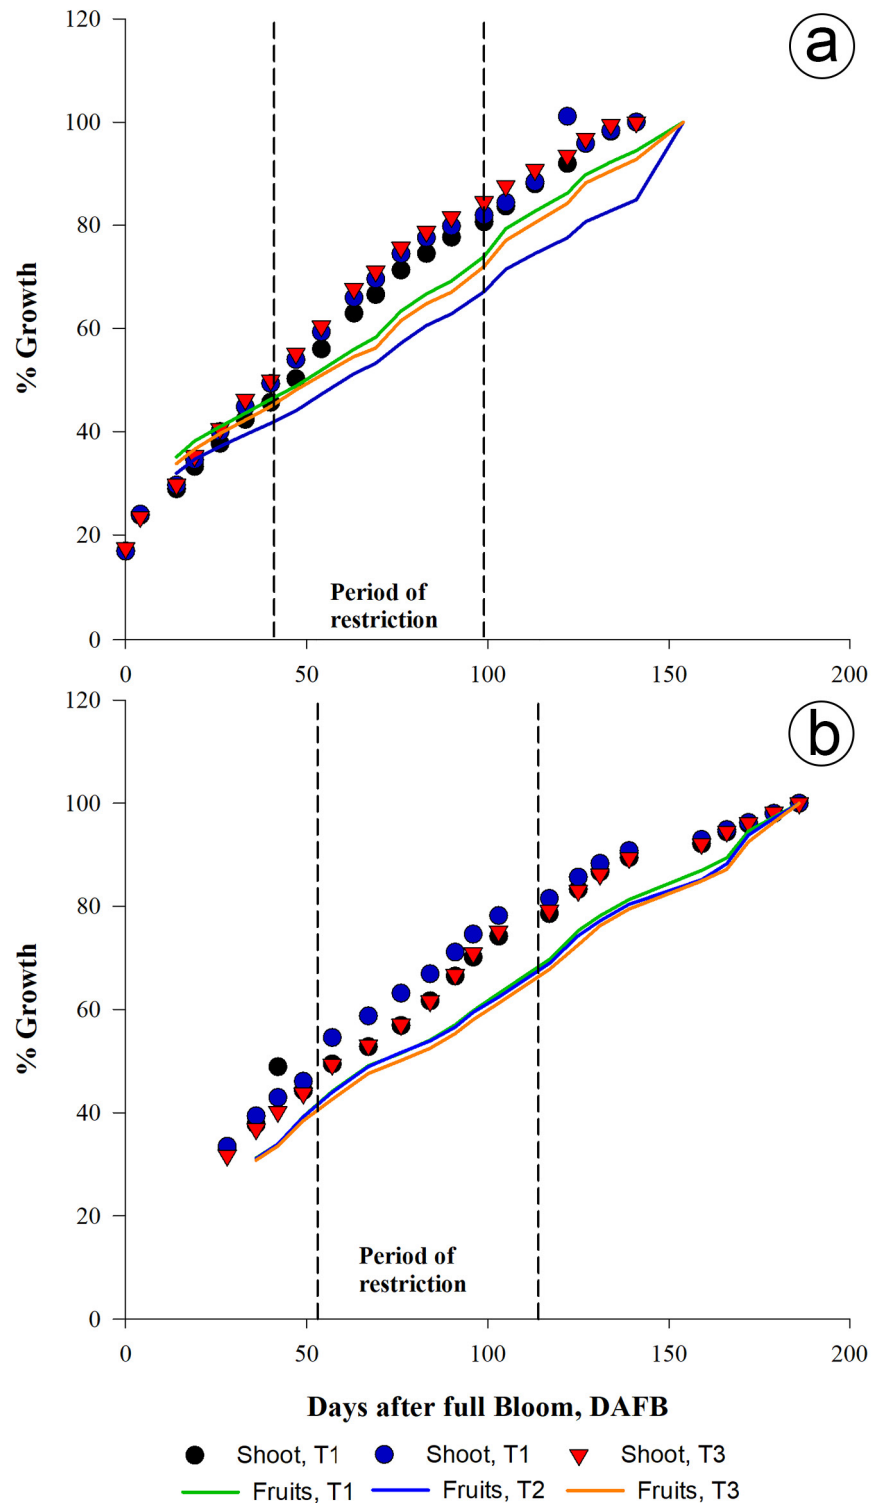 120
a
100
80
% Growth
60
40
20
Period of
restriction
0
0 50 100 150 200
120
b
100
80
% Growth
60
40
20
Period of
restriction
0
0 50 100 150 200
Days after full Bloom, DAFB
Shoot, T1 Shoot, T1 Shoot, T3
Fruits, T1 Fruits, T2 Fruits, T3